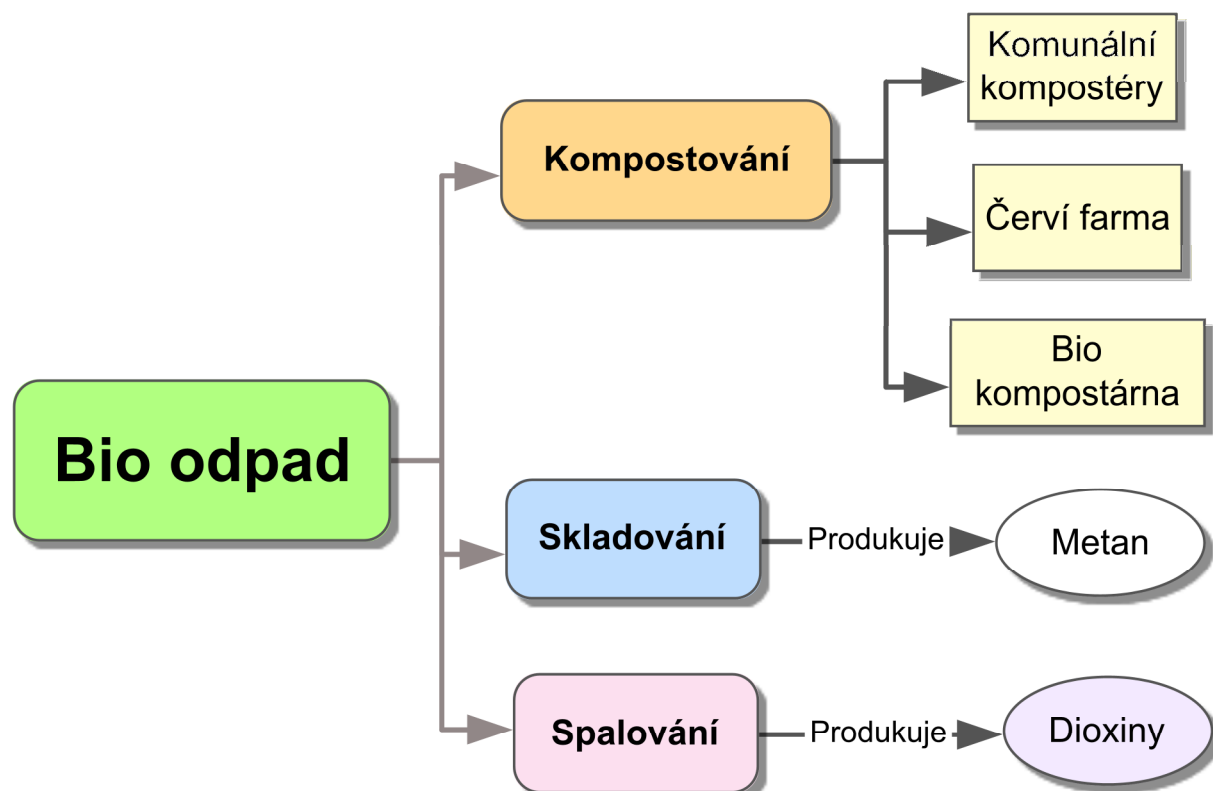 Bio odpad
Kompostování
Komunální
kompostéry
Červí farma
Bio
kompostárna
Skladování
Produkuje
Metan
Spalování
Produkuje
Dioxiny